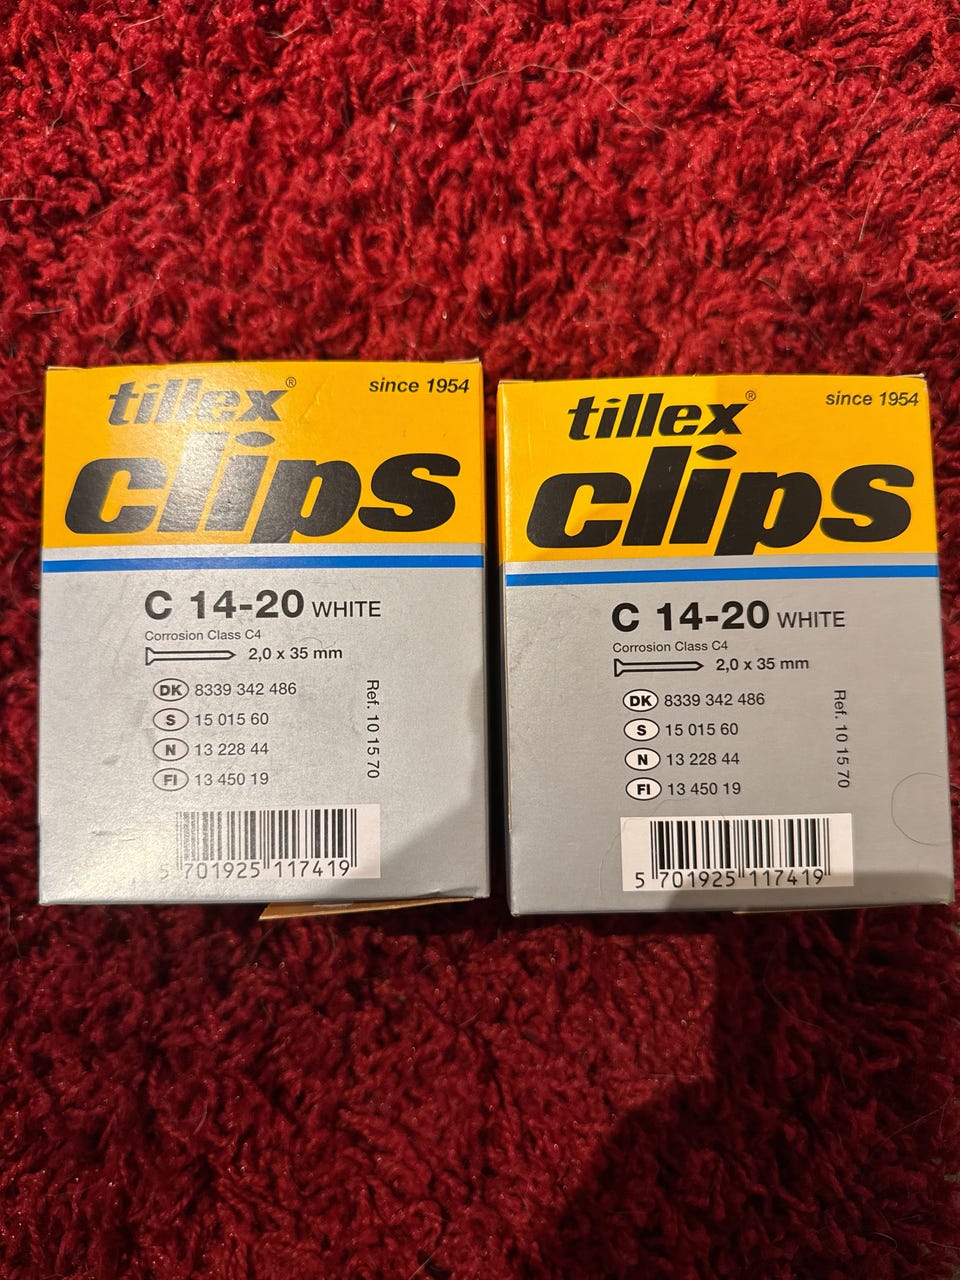 tillex® since 1954
clips
C 14-20 WHITE
Corrosion Class C4
2,0 x 35 mm
DK 8339 342 486
S 15 015 60
N 13 228 44
FI 13 450 19
Ref. 10 15 70
5 701925 117419
tillex® since 1954
clips
C 14-20 WHITE
Corrosion Class C4
2,0 x 35 mm
DK 8339 342 486
S 15 015 60
N 13 228 44
FI 13 450 19
Ref. 10 15 70
5 701925 117419